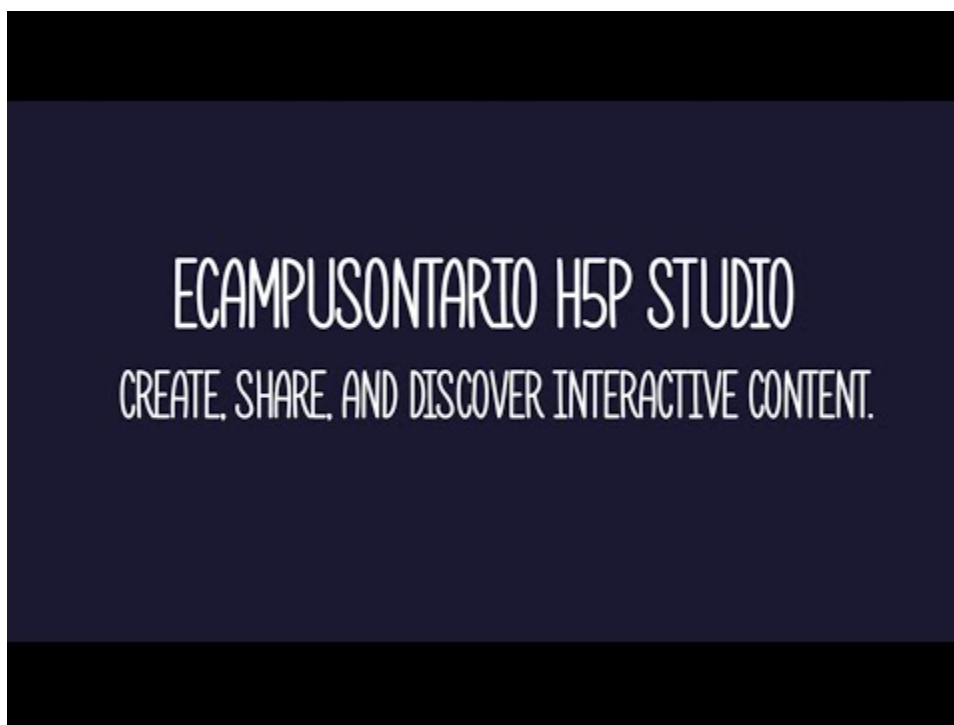 ECAMPUSONTARIO H5P STUDIO
CREATE, SHARE, AND DISCOVER INTERACTIVE CONTENT.